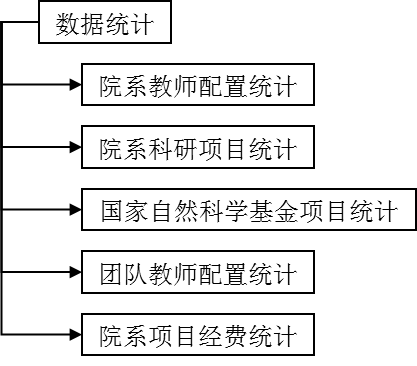 数据统计
院系教师配置统计
院系科研项目统计
国家自然科学基金项目统计
团队教师配置统计
院系项目经费统计